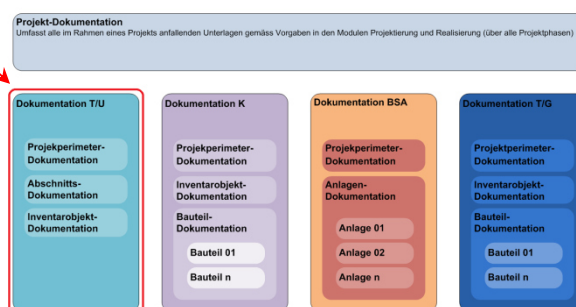 Projekt-Dokumentation
Umfasst alle im Rahmen eines Projekts anfallenden Unterlagen gemäss Vorgaben in den Modulen Projektierung und Realisierung (über alle Projektphasen)
Dokumentation T/U
Projekperimeter-
Dokumentation
Abschnitts-
Dokumentation
Inventarobjekt-
Dokumentation
Dokumentation K
Projekperimeter-
Dokumentation
Inventarobjekt-
Dokumentation
Bauteil-
Dokumentation
Bauteil 01
Bauteil n
Dokumentation BSA
Projekperimeter-
Dokumentation
Anlagen-
Dokumentation
Anlage 01
Anlage 02
Anlage n
Dokumentation T/G
Projektperimeter-
Dokumentation
Inventarobjekt-
Dokumentation
Bauteil-
Dokumentation
Bauteil 01
Bauteil n